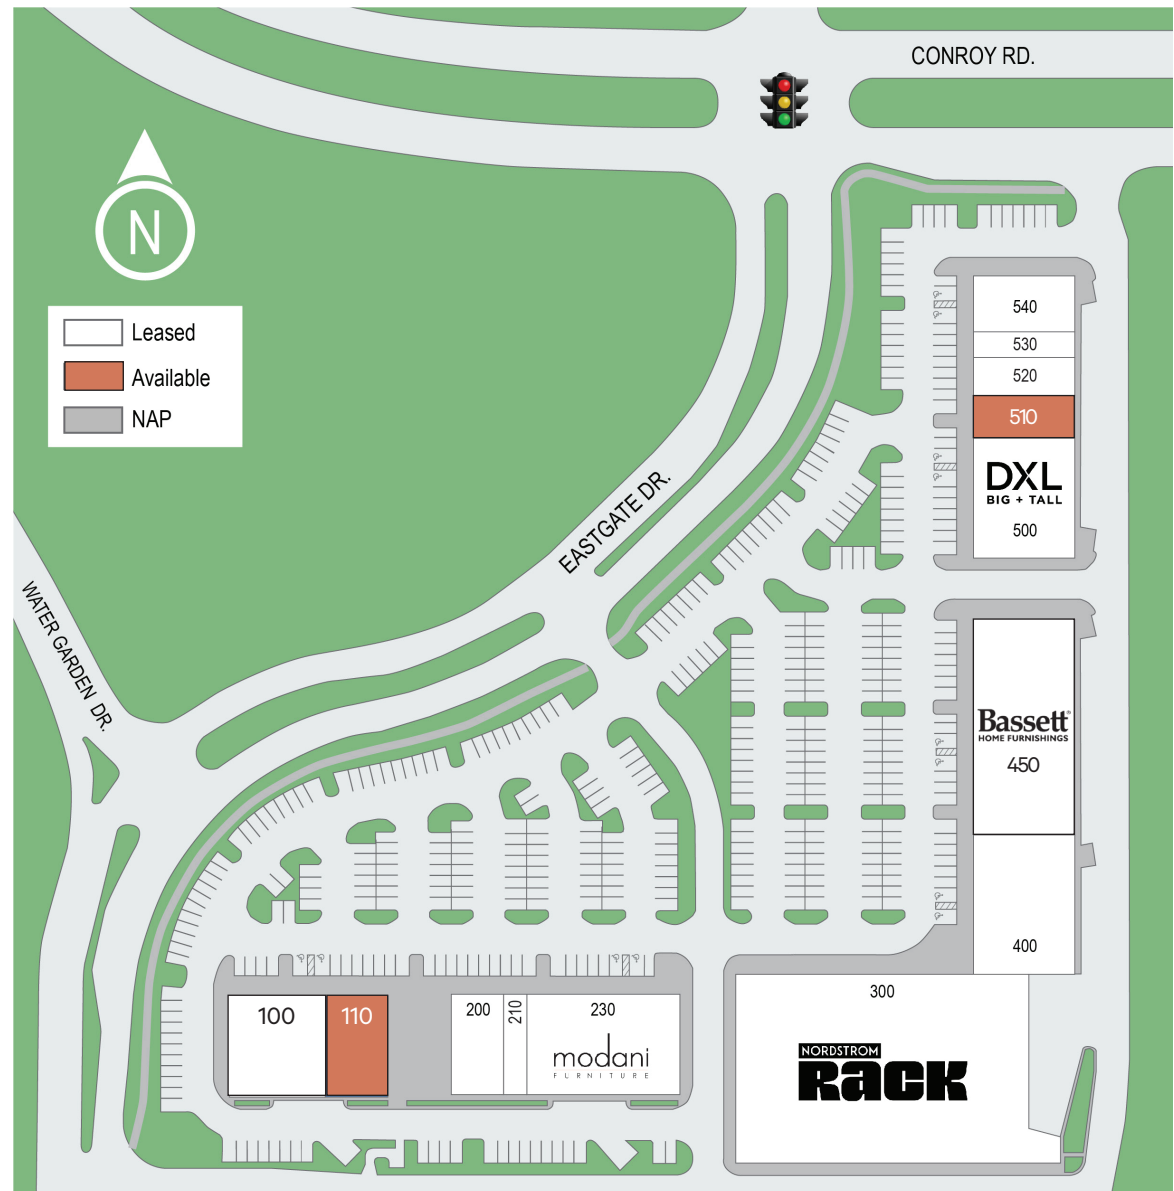 CONROY RD.
N
Leased
Available
NAP
540
530
520
510
DXL
BIG + TALL
500
EASTGATE DR.
WATER GARDEN DR.
Bassett®
HOME FURNISHINGS
450
400
300
NORDSTROM
RACK
100
110
200
210
230
modani
FURNITURE